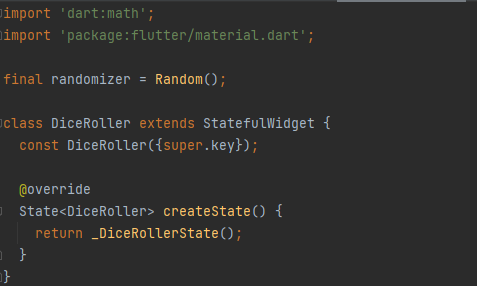 import 'dart:math';
import 'package:flutter/material.dart';

final randomizer = Random();

class DiceRoller extends StatefulWidget {
  const DiceRoller({super.key});

  @override
  State<DiceRoller> createState() {
    return _DiceRollerState();
  }
}